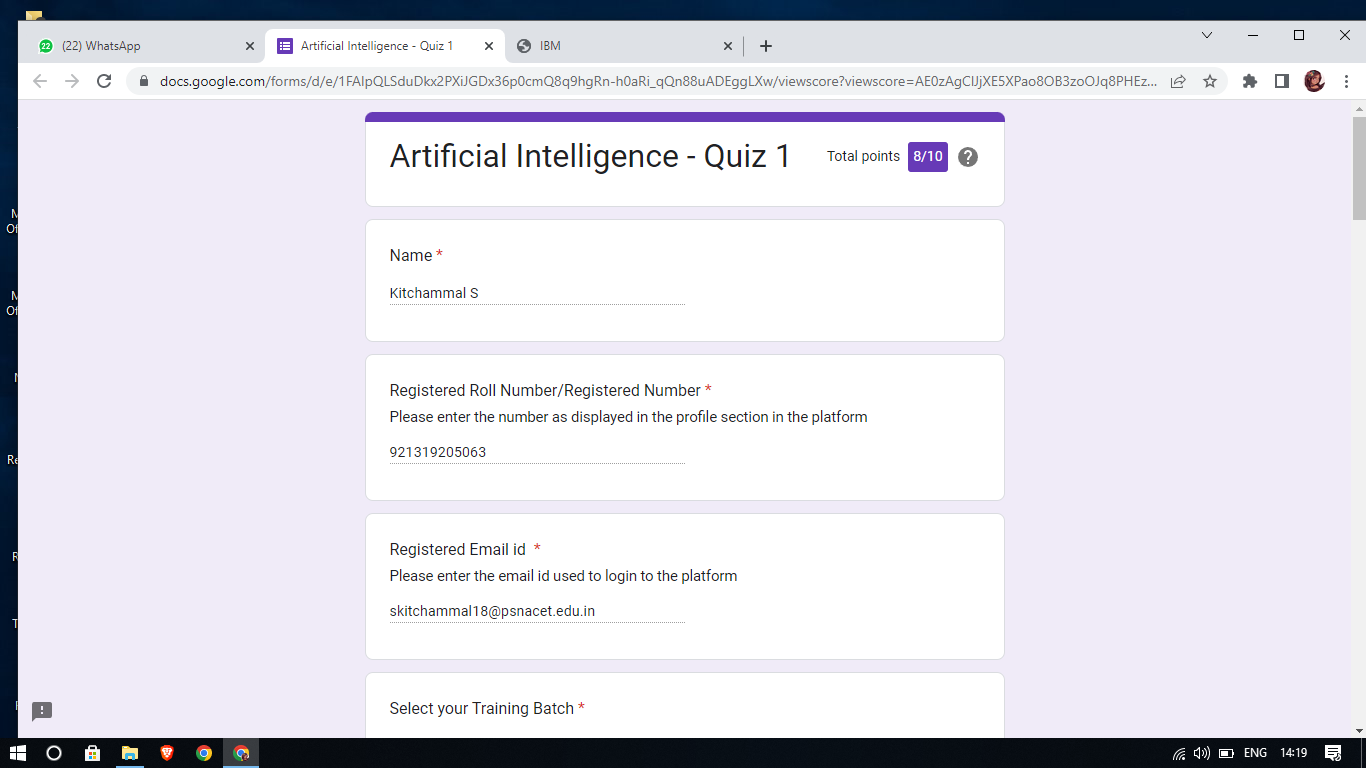 22 (22) WhatsApp
Artificial Intelligence - Quiz 1
IBM
docs.google.com/forms/d/e/1FAIpQLSduDkx2PXiJGDx36p0cmQ8q9hgRn-h0aRi_qQn88uADEggLXw/viewscore?viewscore=AE0zAgCIJjXE5XPao8OB3zoOJq8PHEz...
Artificial Intelligence - Quiz 1
Total points 8/10
Name *
Kitchammal S
Registered Roll Number/Registered Number *
Please enter the number as displayed in the profile section in the platform
921319205063
Registered Email id *
Please enter the email id used to login to the platform
skitchammal18@psnacet.edu.in
Select your Training Batch *
ENG 14:19